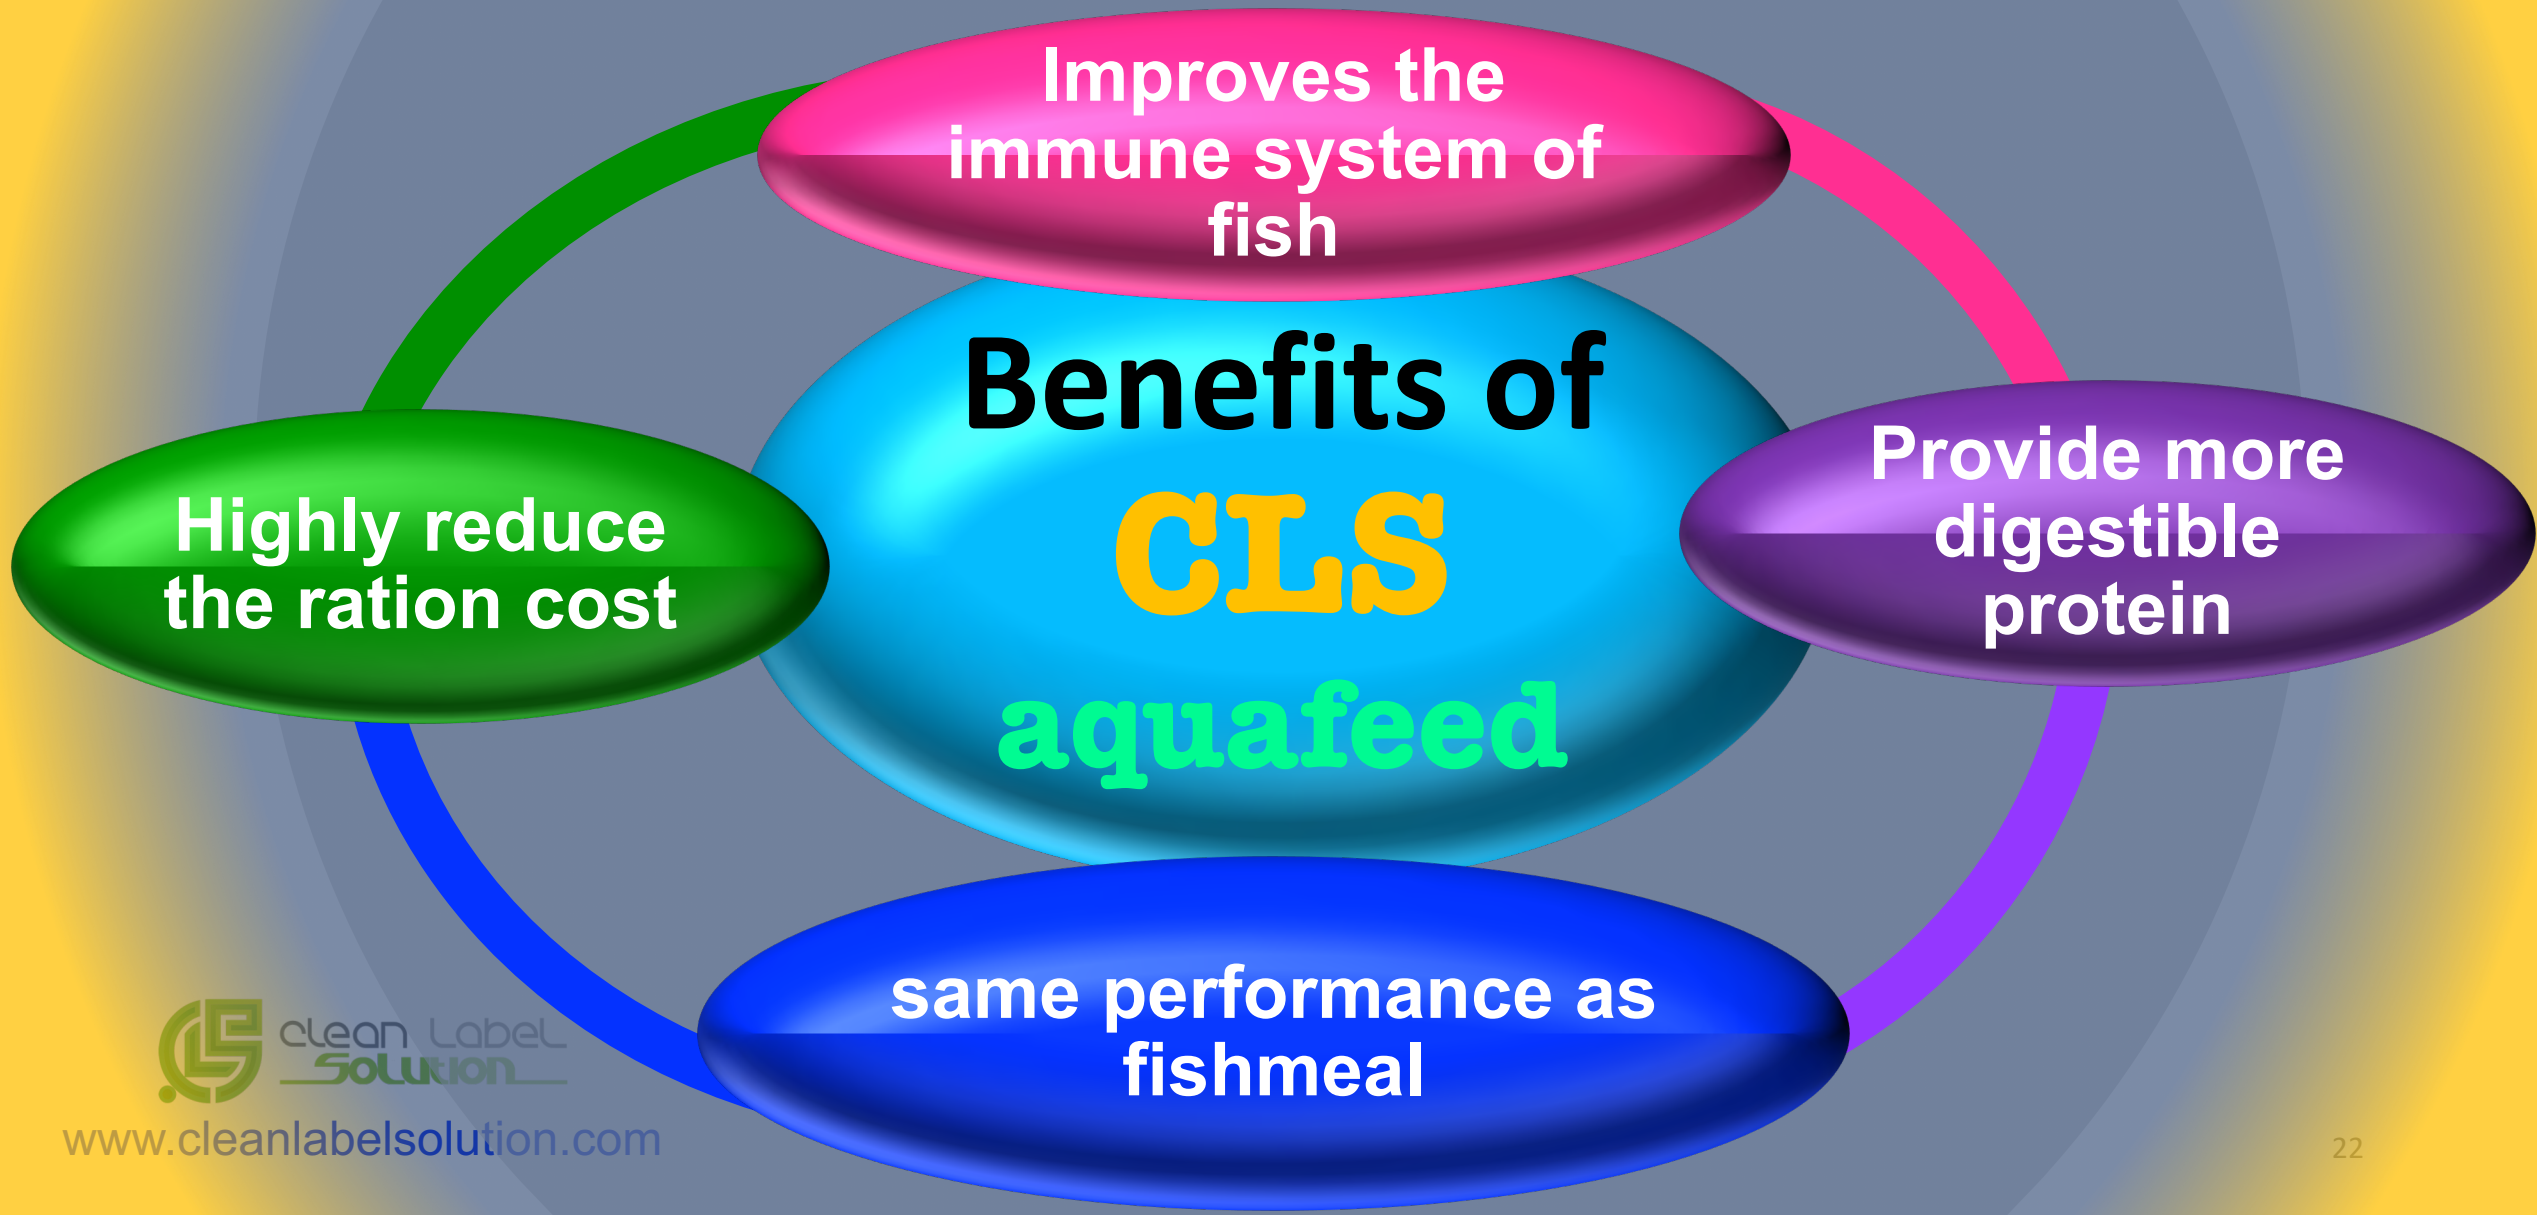 Improves the
immune system of
fish
Benefits of
CLS
aquafeed
Provide more
digestible
protein
same performance as
fishmeal
Highly reduce
the ration cost
clean Label
Solution
www.cleanlabelsolution.com
22